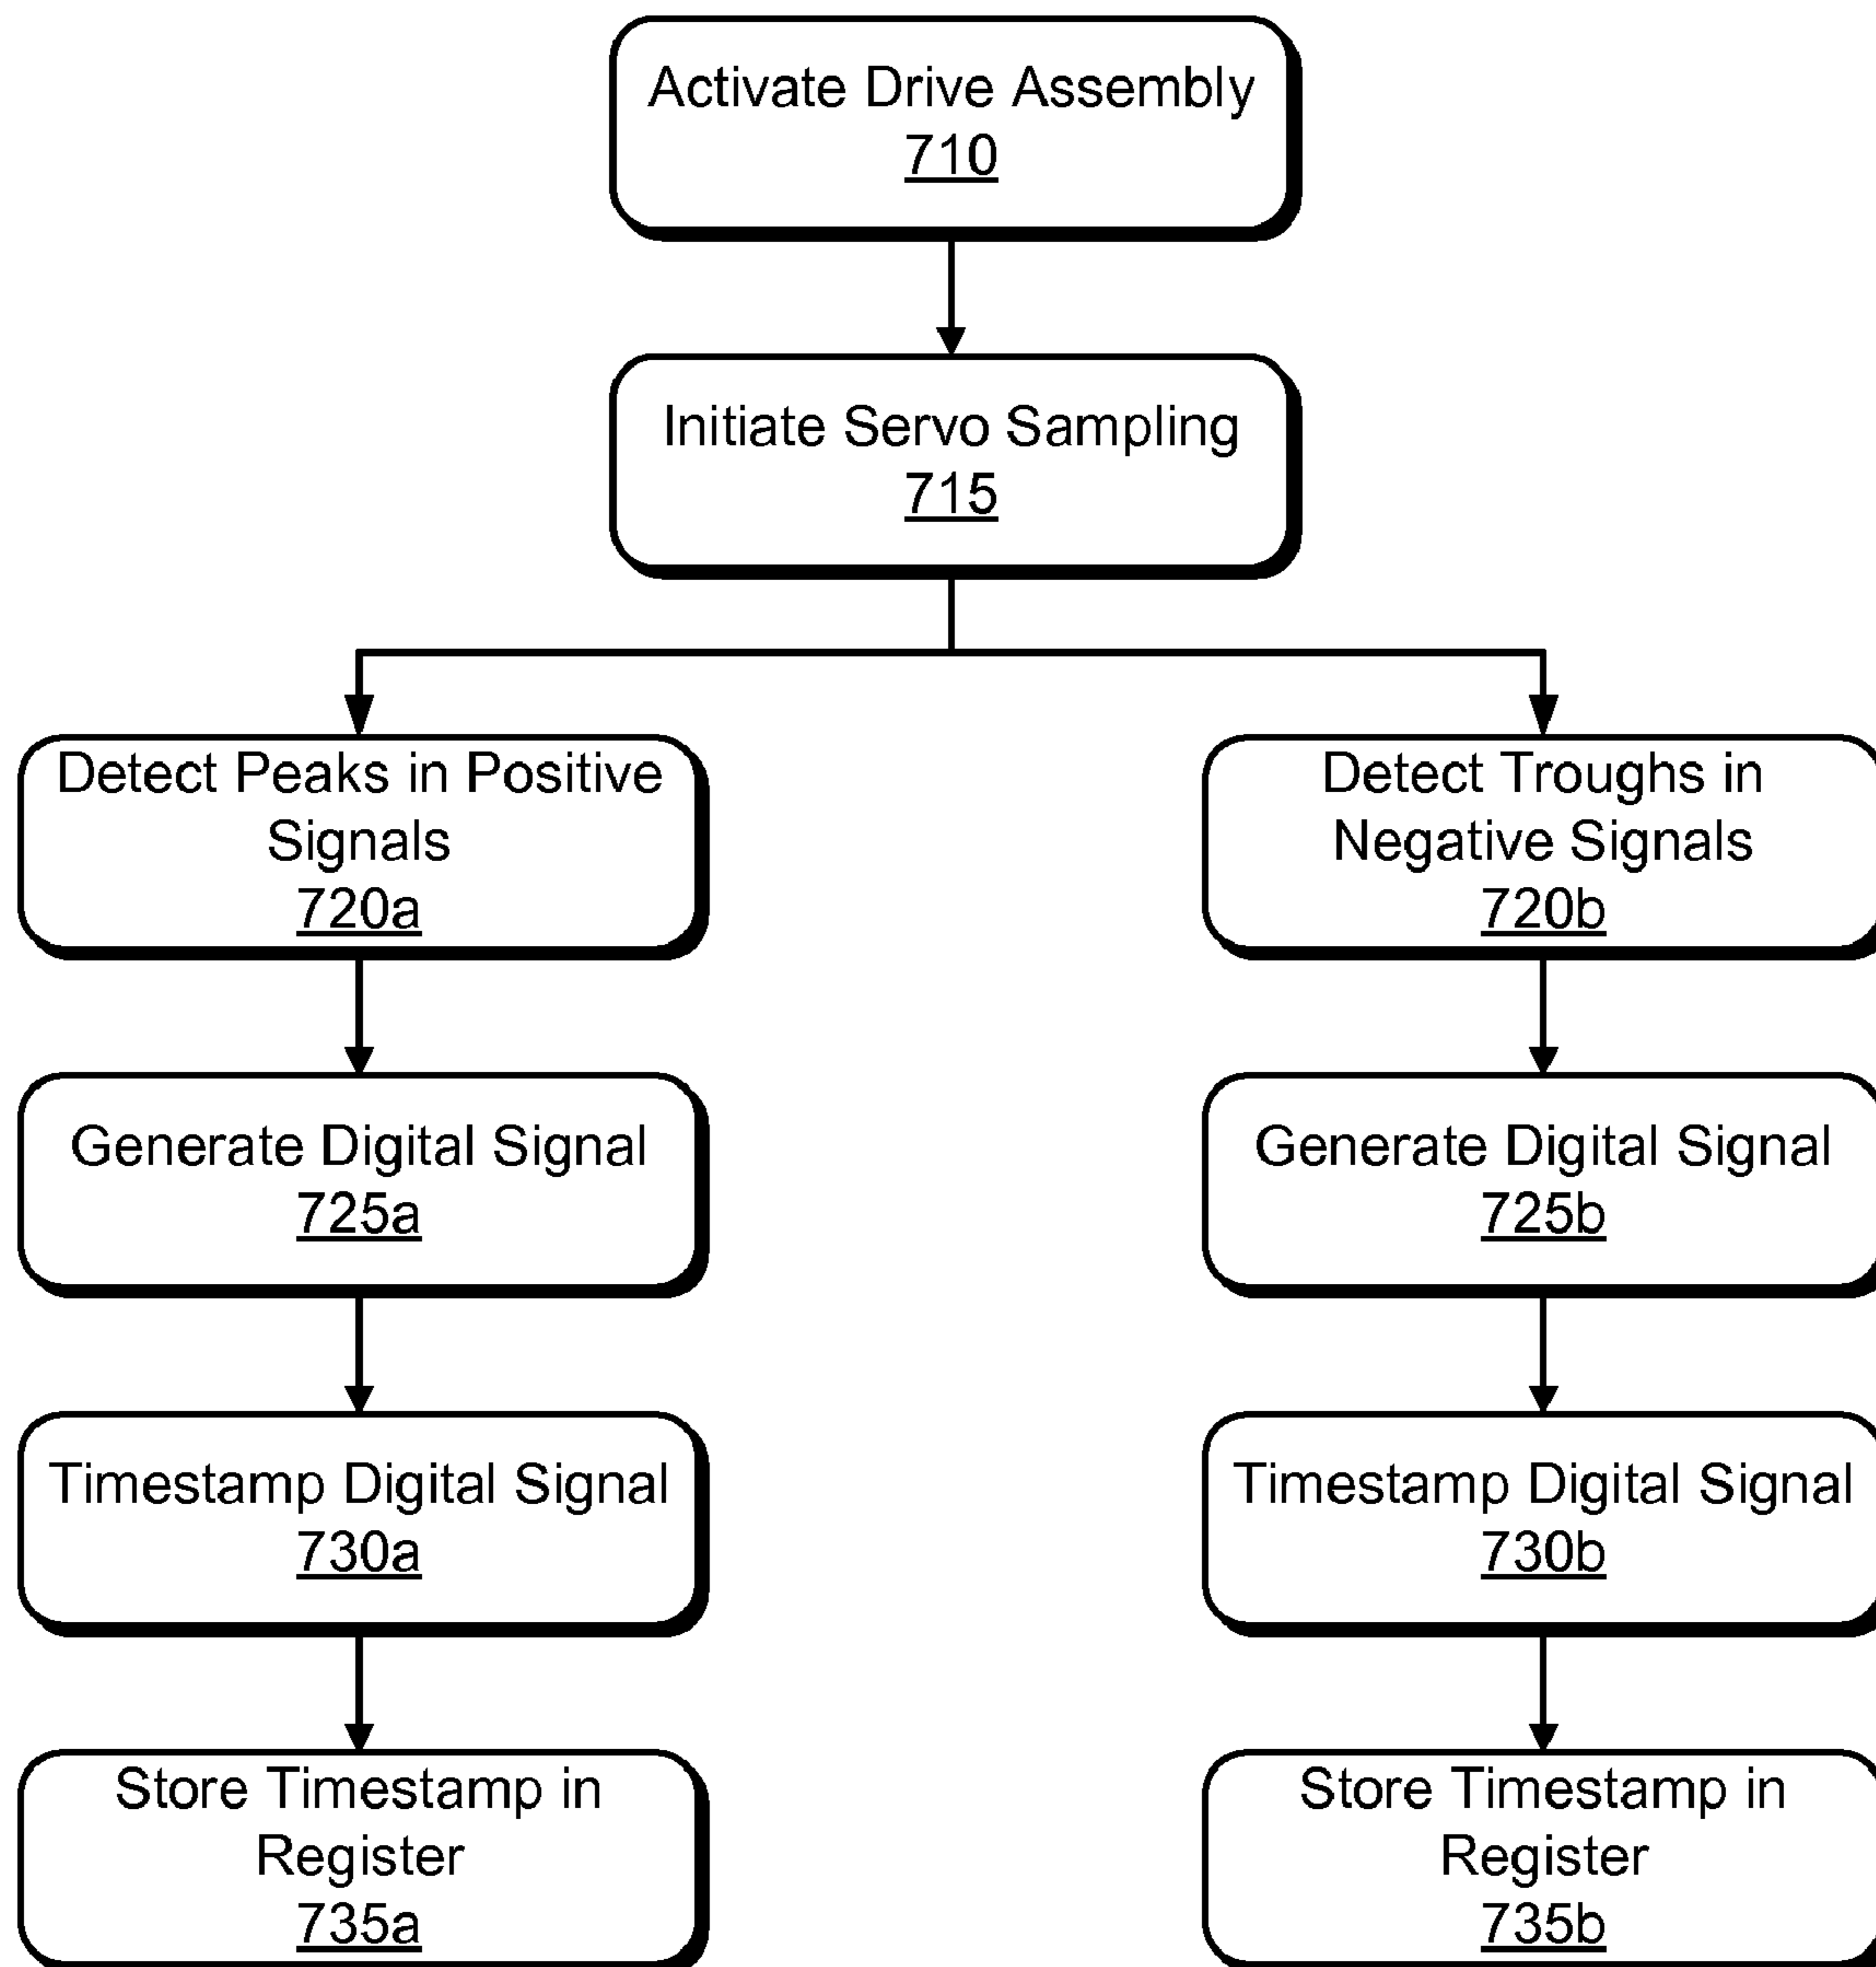 Activate Drive Assembly
710
Initiate Servo Sampling
715
Detect Peaks in Positive
Signals
720a
Detect Troughs in
Negative Signals
720b
Generate Digital Signal
725a
Generate Digital Signal
725b
Timestamp Digital Signal
730a
Timestamp Digital Signal
730b
Store Timestamp in
Register
735a
Store Timestamp in
Register
735b